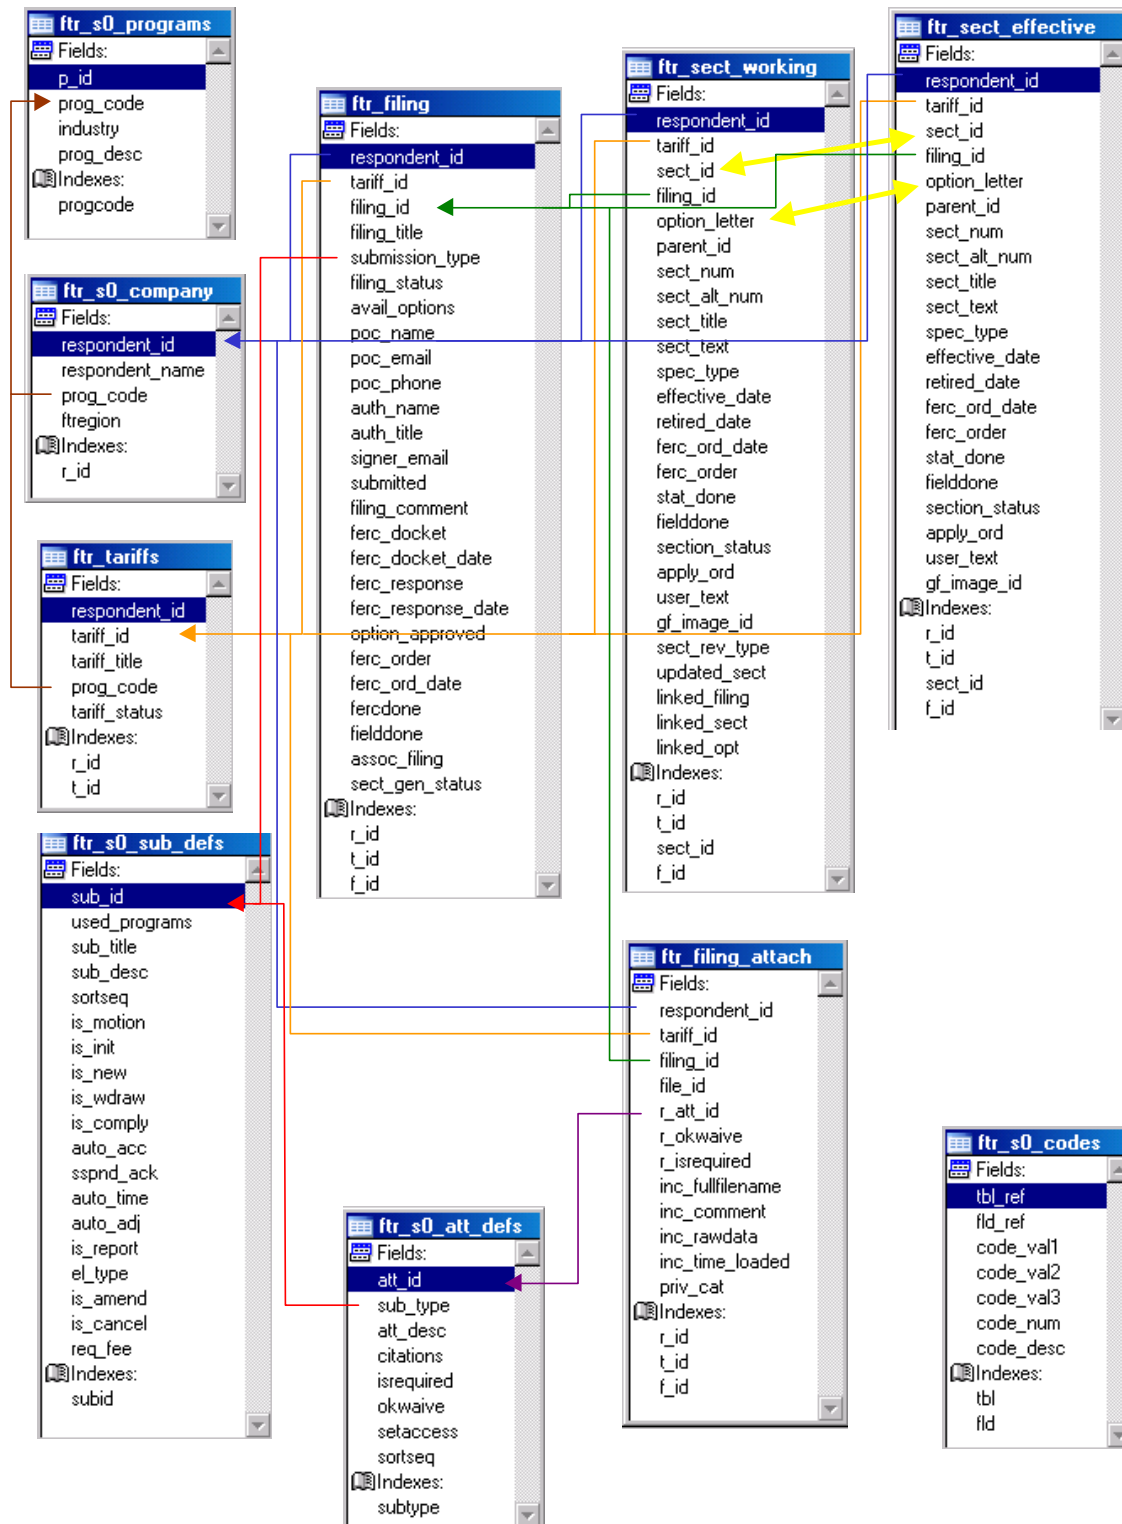 ftr_s0_programs
Fields:
p_id
prog_code
industry
prog_desc
Indexes:
progcode
ftr_s0_company
Fields:
respondent_id
respondent_name
prog_code
ftregion
Indexes:
r_id
ftr_tariffs
Fields:
respondent_id
tariff_id
tariff_title
prog_code
tariff_status
Indexes:
r_id
t_id
ftr_s0_sub_defs
Fields:
sub_id
used_programs
sub_title
sub_desc
sortseq
is_motion
is_init
is_new
is_wdraw
is_comply
auto_acc
sspnd_ack
auto_time
auto_adj
is_report
el_type
is_amend
is_cancel
req_fee
Indexes:
subid
ftr_filing
Fields:
respondent_id
tariff_id
filing_id
filing_title
submission_type
filing_status
avail_options
poc_name
poc_email
poc_phone
auth_name
auth_title
signer_email
submitted
filing_comment
ferc_docket
ferc_docket_date
ferc_response
ferc_response_date
option_approved
ferc_order
ferc_ord_date
fercdone
fielddone
assoc_filing
sect_gen_status
Indexes:
r_id
t_id
f_id
ftr_s0_att_defs
Fields:
att_id
sub_type
att_desc
citations
isrequired
okwaive
setaccess
sortseq
Indexes:
subtype
ftr_sect_working
Fields:
respondent_id
tariff_id
sect_id
filing_id
option_letter
parent_id
sect_num
sect_alt_num
sect_title
sect_text
spec_type
effective_date
retired_date
ferc_ord_date
ferc_order
stat_done
fielddone
section_status
apply_ord
user_text
gf_image_id
sect_rev_type
updated_sect
linked_filing
linked_sect
linked_opt
Indexes:
r_id
t_id
sect_id
f_id
ftr_filing_attach
Fields:
respondent_id
tariff_id
filing_id
file_id
r_att_id
r_okwaive
r_isrequired
inc_fullfilename
inc_comment
inc_rawdata
inc_time_loaded
priv_cat
Indexes:
r_id
t_id
f_id
ftr_sect_effective
Fields:
respondent_id
tariff_id
sect_id
filing_id
option_letter
parent_id
sect_num
sect_alt_num
sect_title
sect_text
spec_type
effective_date
retired_date
ferc_ord_date
ferc_order
stat_done
fielddone
section_status
apply_ord
user_text
gf_image_id
Indexes:
r_id
t_id
sect_id
f_id
ftr_s0_codes
Fields:
tbl_ref
fld_ref
code_val1
code_val2
code_val3
code_num
code_desc
Indexes:
tbl
fld